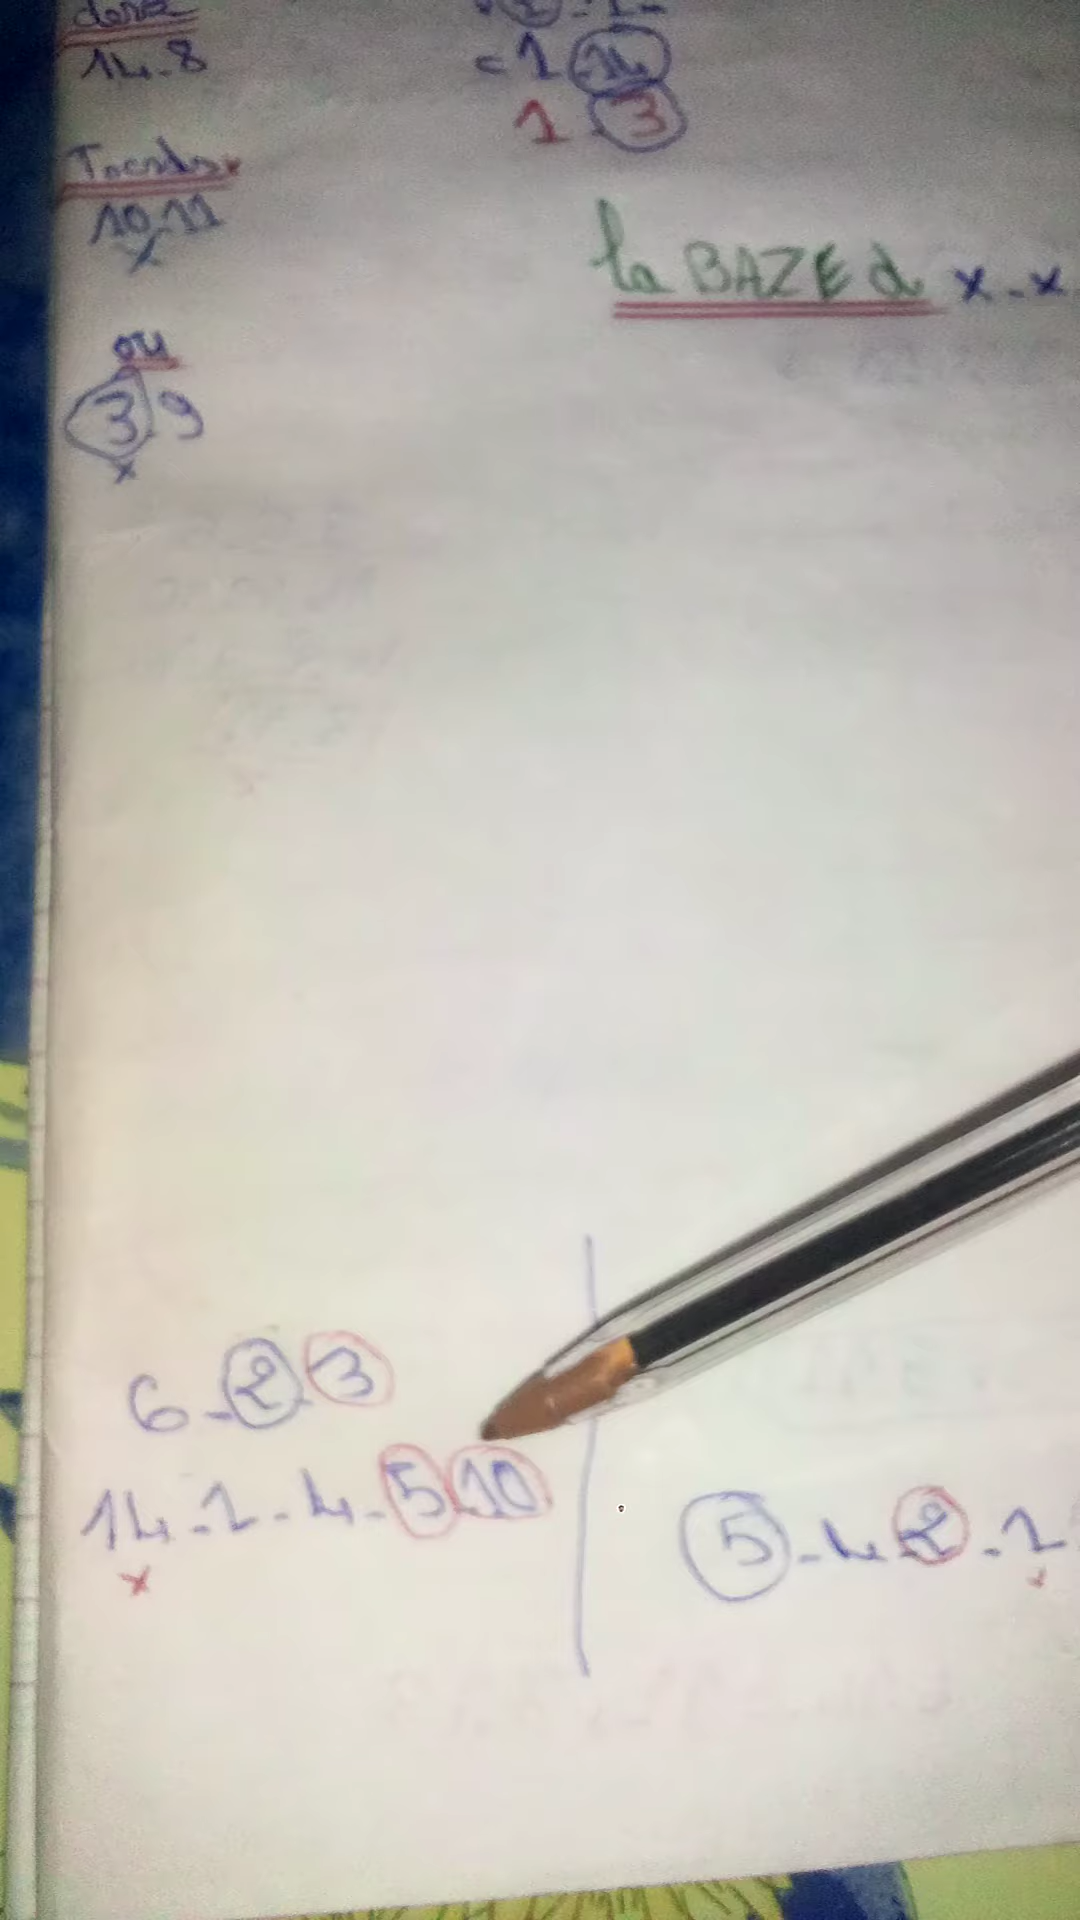 14-8
= 1 14
1.3
10.11
x
la BAZE d x-x
ou
3.9
x
6-2.3
14-1-4-5 10
x
5-4-2-1